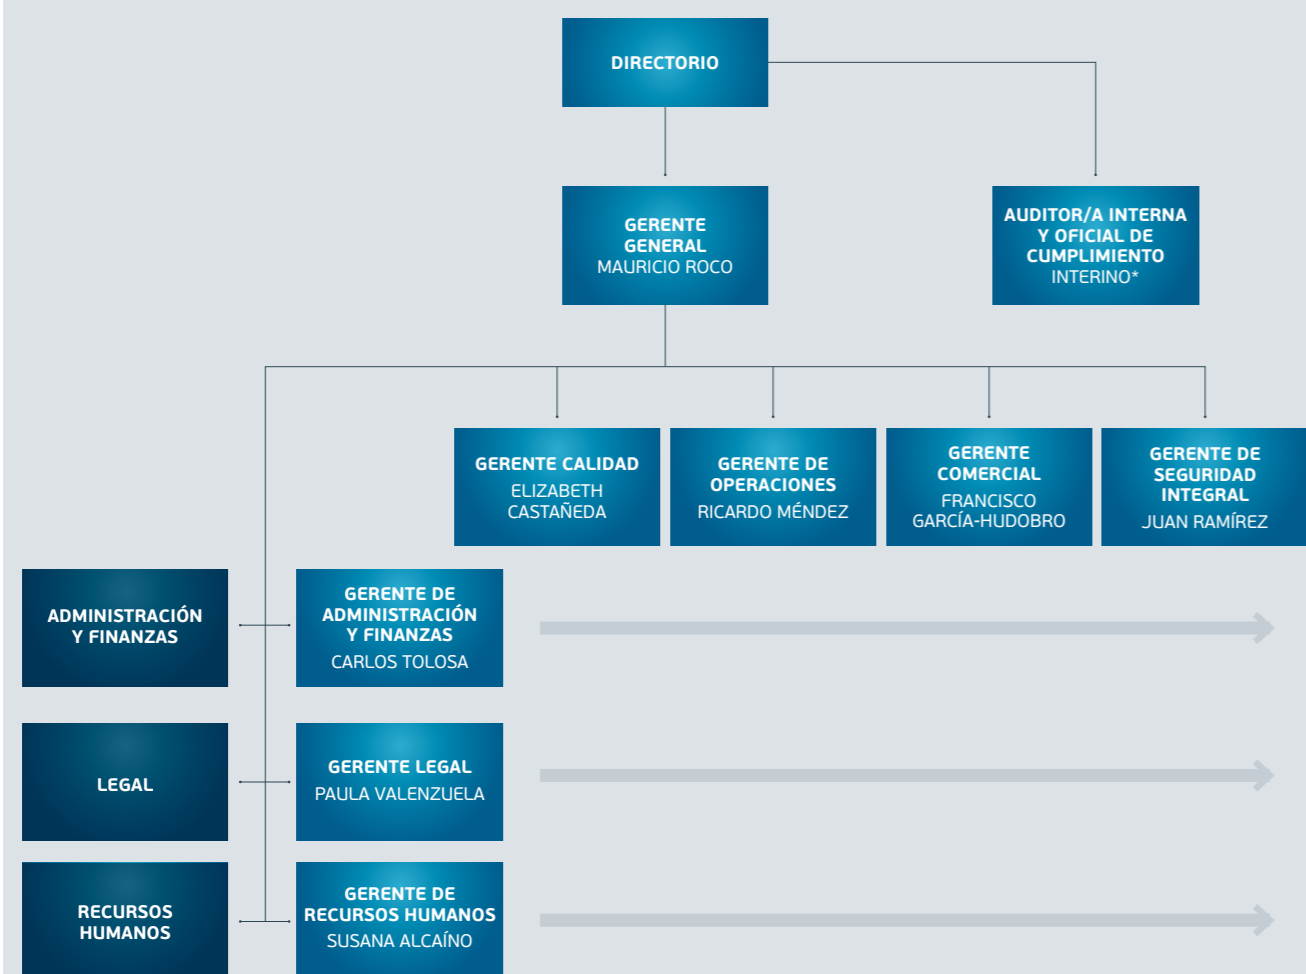 DIRECTORIO
GERENTE
GENERAL
MAURICIO ROCO
AUDITOR/A INTERNA
Y OFICIAL DE
CUMPLIMIENTO
INTERINO*
GERENTE CALIDAD
ELIZABETH
CASTAÑEDA
GERENTE DE
OPERACIONES
RICARDO MÉNDEZ
GERENTE
COMERCIAL
FRANCISCO
GARCÍA-HUDOBRO
GERENTE DE
SEGURIDAD
INTEGRAL
JUAN RAMÍREZ
ADMINISTRACIÓN
Y FINANZAS
GERENTE DE
ADMINISTRACIÓN
Y FINANZAS
CARLOS TOLOSA
LEGAL
GERENTE LEGAL
PAULA VALENZUELA
RECURSOS
HUMANOS
GERENTE DE
RECURSOS HUMANOS
SUSANA ALCAÍNO